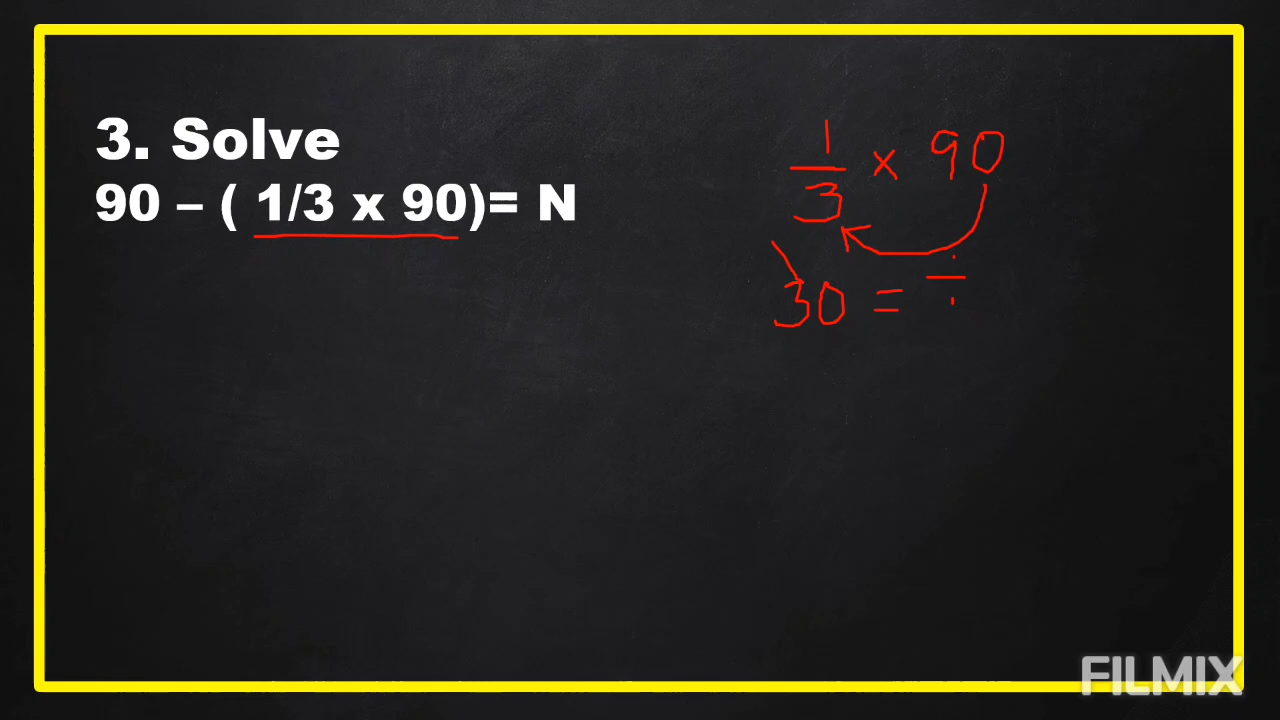 3. Solve
90 – ( 1/3 x 90)= N
1/3 x 90
30 = ÷
FILMIX